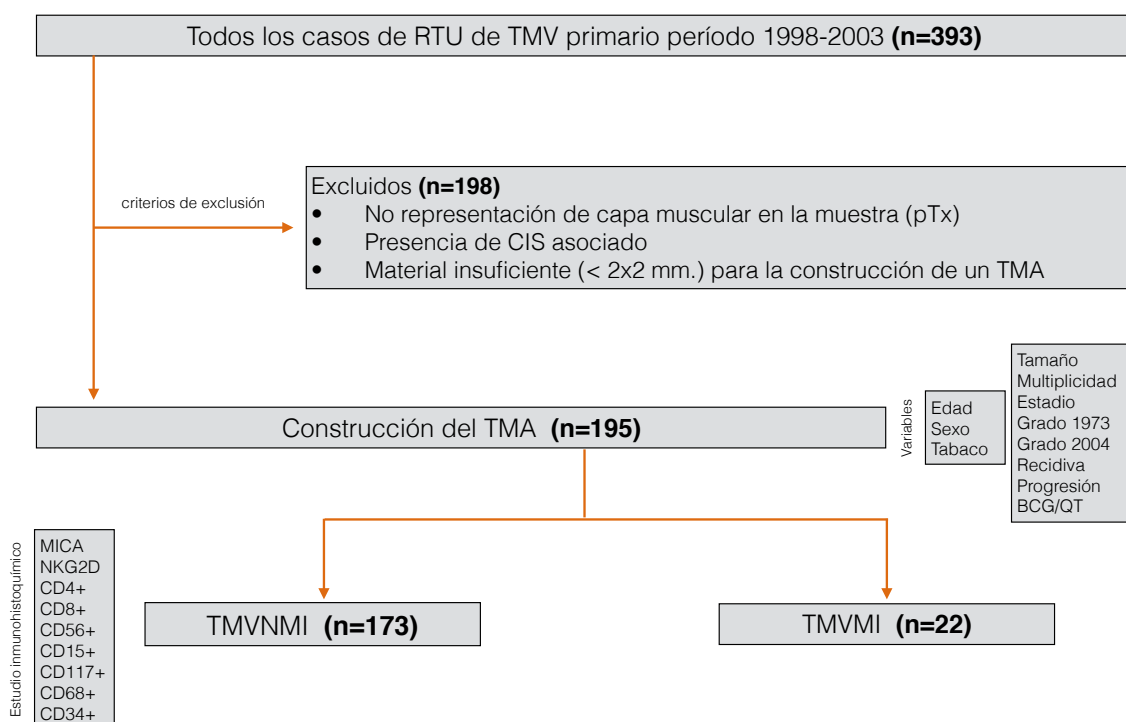 Todos los casos de RTU de TMV primario período 1998-2003 (n=393)
criterios de exclusión
Excluidos (n=198)
• No representación de capa muscular en la muestra (pTx)
• Presencia de CIS asociado
• Material insuficiente (< 2x2 mm.) para la construcción de un TMA
Construcción del TMA (n=195)
Variables
Edad
Sexo
Tabaco
Tamaño
Multiplicidad
Estadio
Grado 1973
Grado 2004
Recidiva
Progresión
BCG/QT
Estudio inmunohistoquímico
MICA
NKG2D
CD4+
CD8+
CD56+
CD15+
CD117+
CD68+
CD34+
TMVNMI (n=173)
TMVMI (n=22)